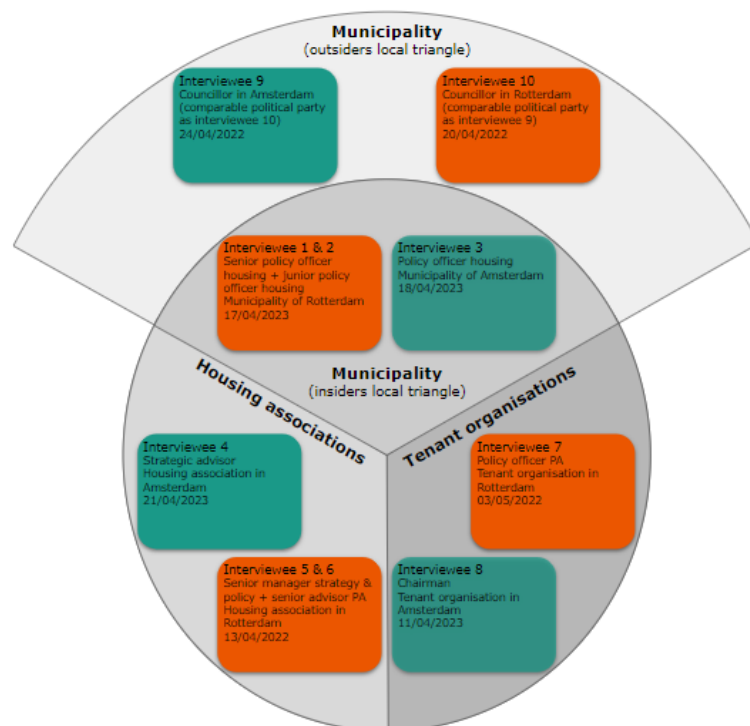 Municipality
(outsiders local triangle)
Interviewee 9
Councillor in Amsterdam
(comparable political party
as interviewee 10)
24/04/2022
Interviewee 10
Councillor in Rotterdam
(comparable political party
as interviewee 9)
20/04/2022
Interviewee 1 & 2
Senior policy officer
housing + junior policy
officer housing
Municipality of Rotterdam
17/04/2023
Interviewee 3
Policy officer housing
Municipality of Amsterdam
18/04/2023
Municipality
(insiders local triangle)
Housing associations
Tenant organisations
Interviewee 4
Strategic advisor
Housing association in
Amsterdam
21/04/2023
Interviewee 7
Policy officer PA
Tenant organisation in
Rotterdam
03/05/2022
Interviewee 5 & 6
Senior manager strategy &
policy + senior advisor PA
Housing association in
Rotterdam
13/04/2022
Interviewee 8
Chairman
Tenant organisation in
Amsterdam
11/04/2023